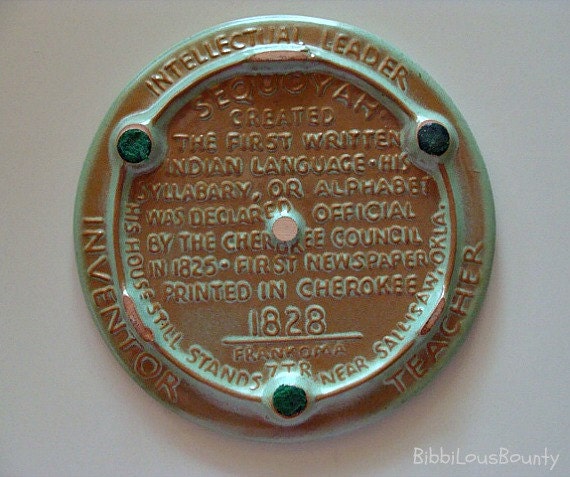 INTELLECTUAL LEADER
SEQUOYAH
CREATED
THE FIRST WRITTEN
INDIAN LANGUAGE · HIS
SYLLABARY, OR ALPHABET
WAS DECLARED OFFICIAL
BY THE CHEROKEE COUNCIL
IN 1825 · FIRST NEWSPAPER
PRINTED IN CHEROKEE
1828
FRANKOMA
7TR
HIS HOUSE STILL STANDS NEAR SALLISAW, OKLA.
INVENTOR
TEACHER
BibbiLousBounty